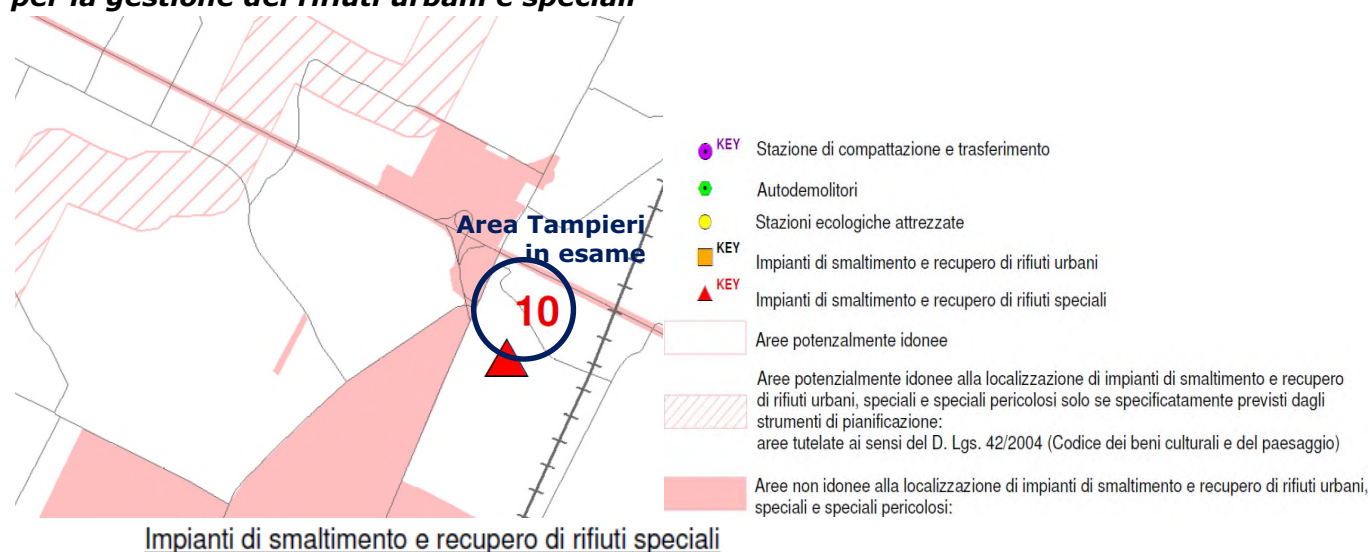 per la gestione dei rifiuti urbani e speciali
Area Tampieri
in esame
10
KEY Stazione di compattazione e trasferimento
Autodemolitori
Stazioni ecologiche attrezzate
KEY Impianti di smaltimento e recupero di rifiuti urbani
KEY Impianti di smaltimento e recupero di rifiuti speciali
Aree potenzalmente idonee
Aree potenzialmente idonee alla localizzazione di impianti di smaltimento e recupero
di rifiuti urbani, speciali e speciali pericolosi solo se specificatamente previsti dagli
strumenti di pianificazione:
aree tutelate ai sensi del D. Lgs. 42/2004 (Codice dei beni culturali e del paesaggio)
Aree non idonee alla localizzazione di impianti di smaltimento e recupero di rifiuti urbani,
speciali e speciali pericolosi:
Impianti di smaltimento e recupero di rifiuti speciali